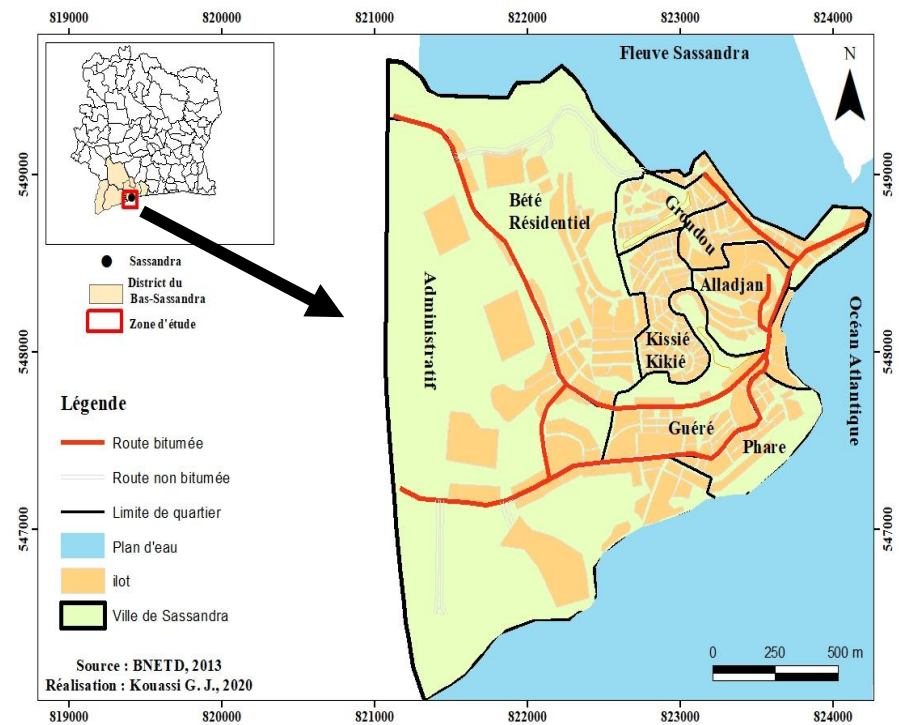 819000 820000 821000 822000 823000 824000
Fleuve Sassandra
N
549000
549000
Bété
Résidentiel
Groudou
Sassandra
District du
Bas-Sassandra
Zone d'étude
Administratif
Alladjan
Océan Atlantique
548000
548000
Kissié
Kikié
Légende
Route bitumée
Route non bitumée
Limite de quartier
Plan d'eau
ilot
Ville de Sassandra
Guéré
Phare
547000
547000
0 250 500 m
Source : BNETD, 2013
Réalisation : Kouassi G. J., 2020
819000 820000 821000 822000 823000 824000